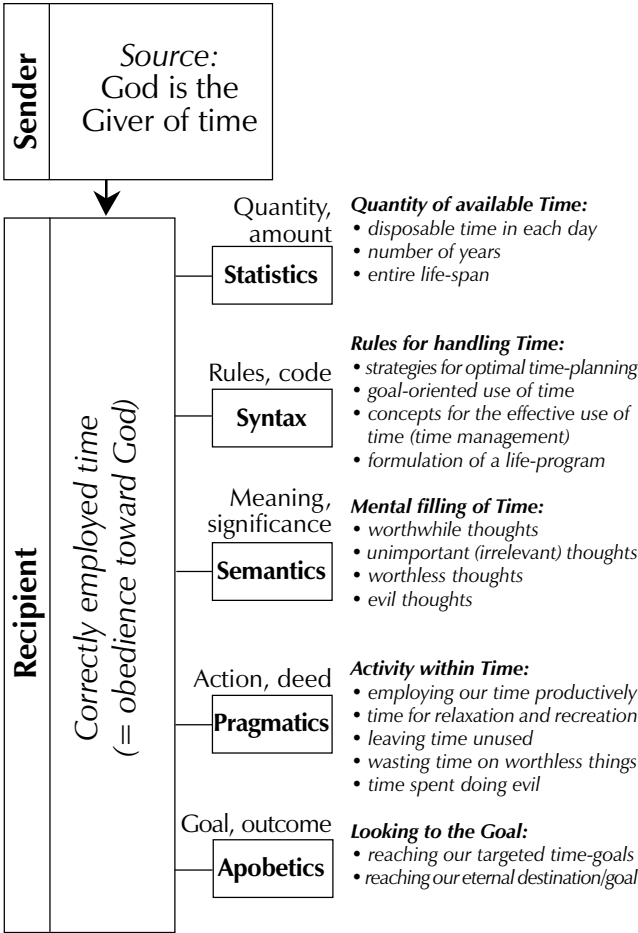 Sender
Source:
God is the
Giver of time
Recipient
Correctly employed time
(= obedience toward God)
Quantity,
amount
Statistics
Quantity of available Time:
• disposable time in each day
• number of years
• entire life-span
Rules, code
Syntax
Rules for handling Time:
• strategies for optimal time-planning
• goal-oriented use of time
• concepts for the effective use of
time (time management)
• formulation of a life-program
Meaning,
significance
Semantics
Mental filling of Time:
• worthwhile thoughts
• unimportant (irrelevant) thoughts
• worthless thoughts
• evil thoughts
Action, deed
Pragmatics
Activity within Time:
• employing our time productively
• time for relaxation and recreation
• leaving time unused
• wasting time on worthless things
• time spent doing evil
Goal, outcome
Apobetics
Looking to the Goal:
• reaching our targeted time-goals
• reaching our eternal destination/goal